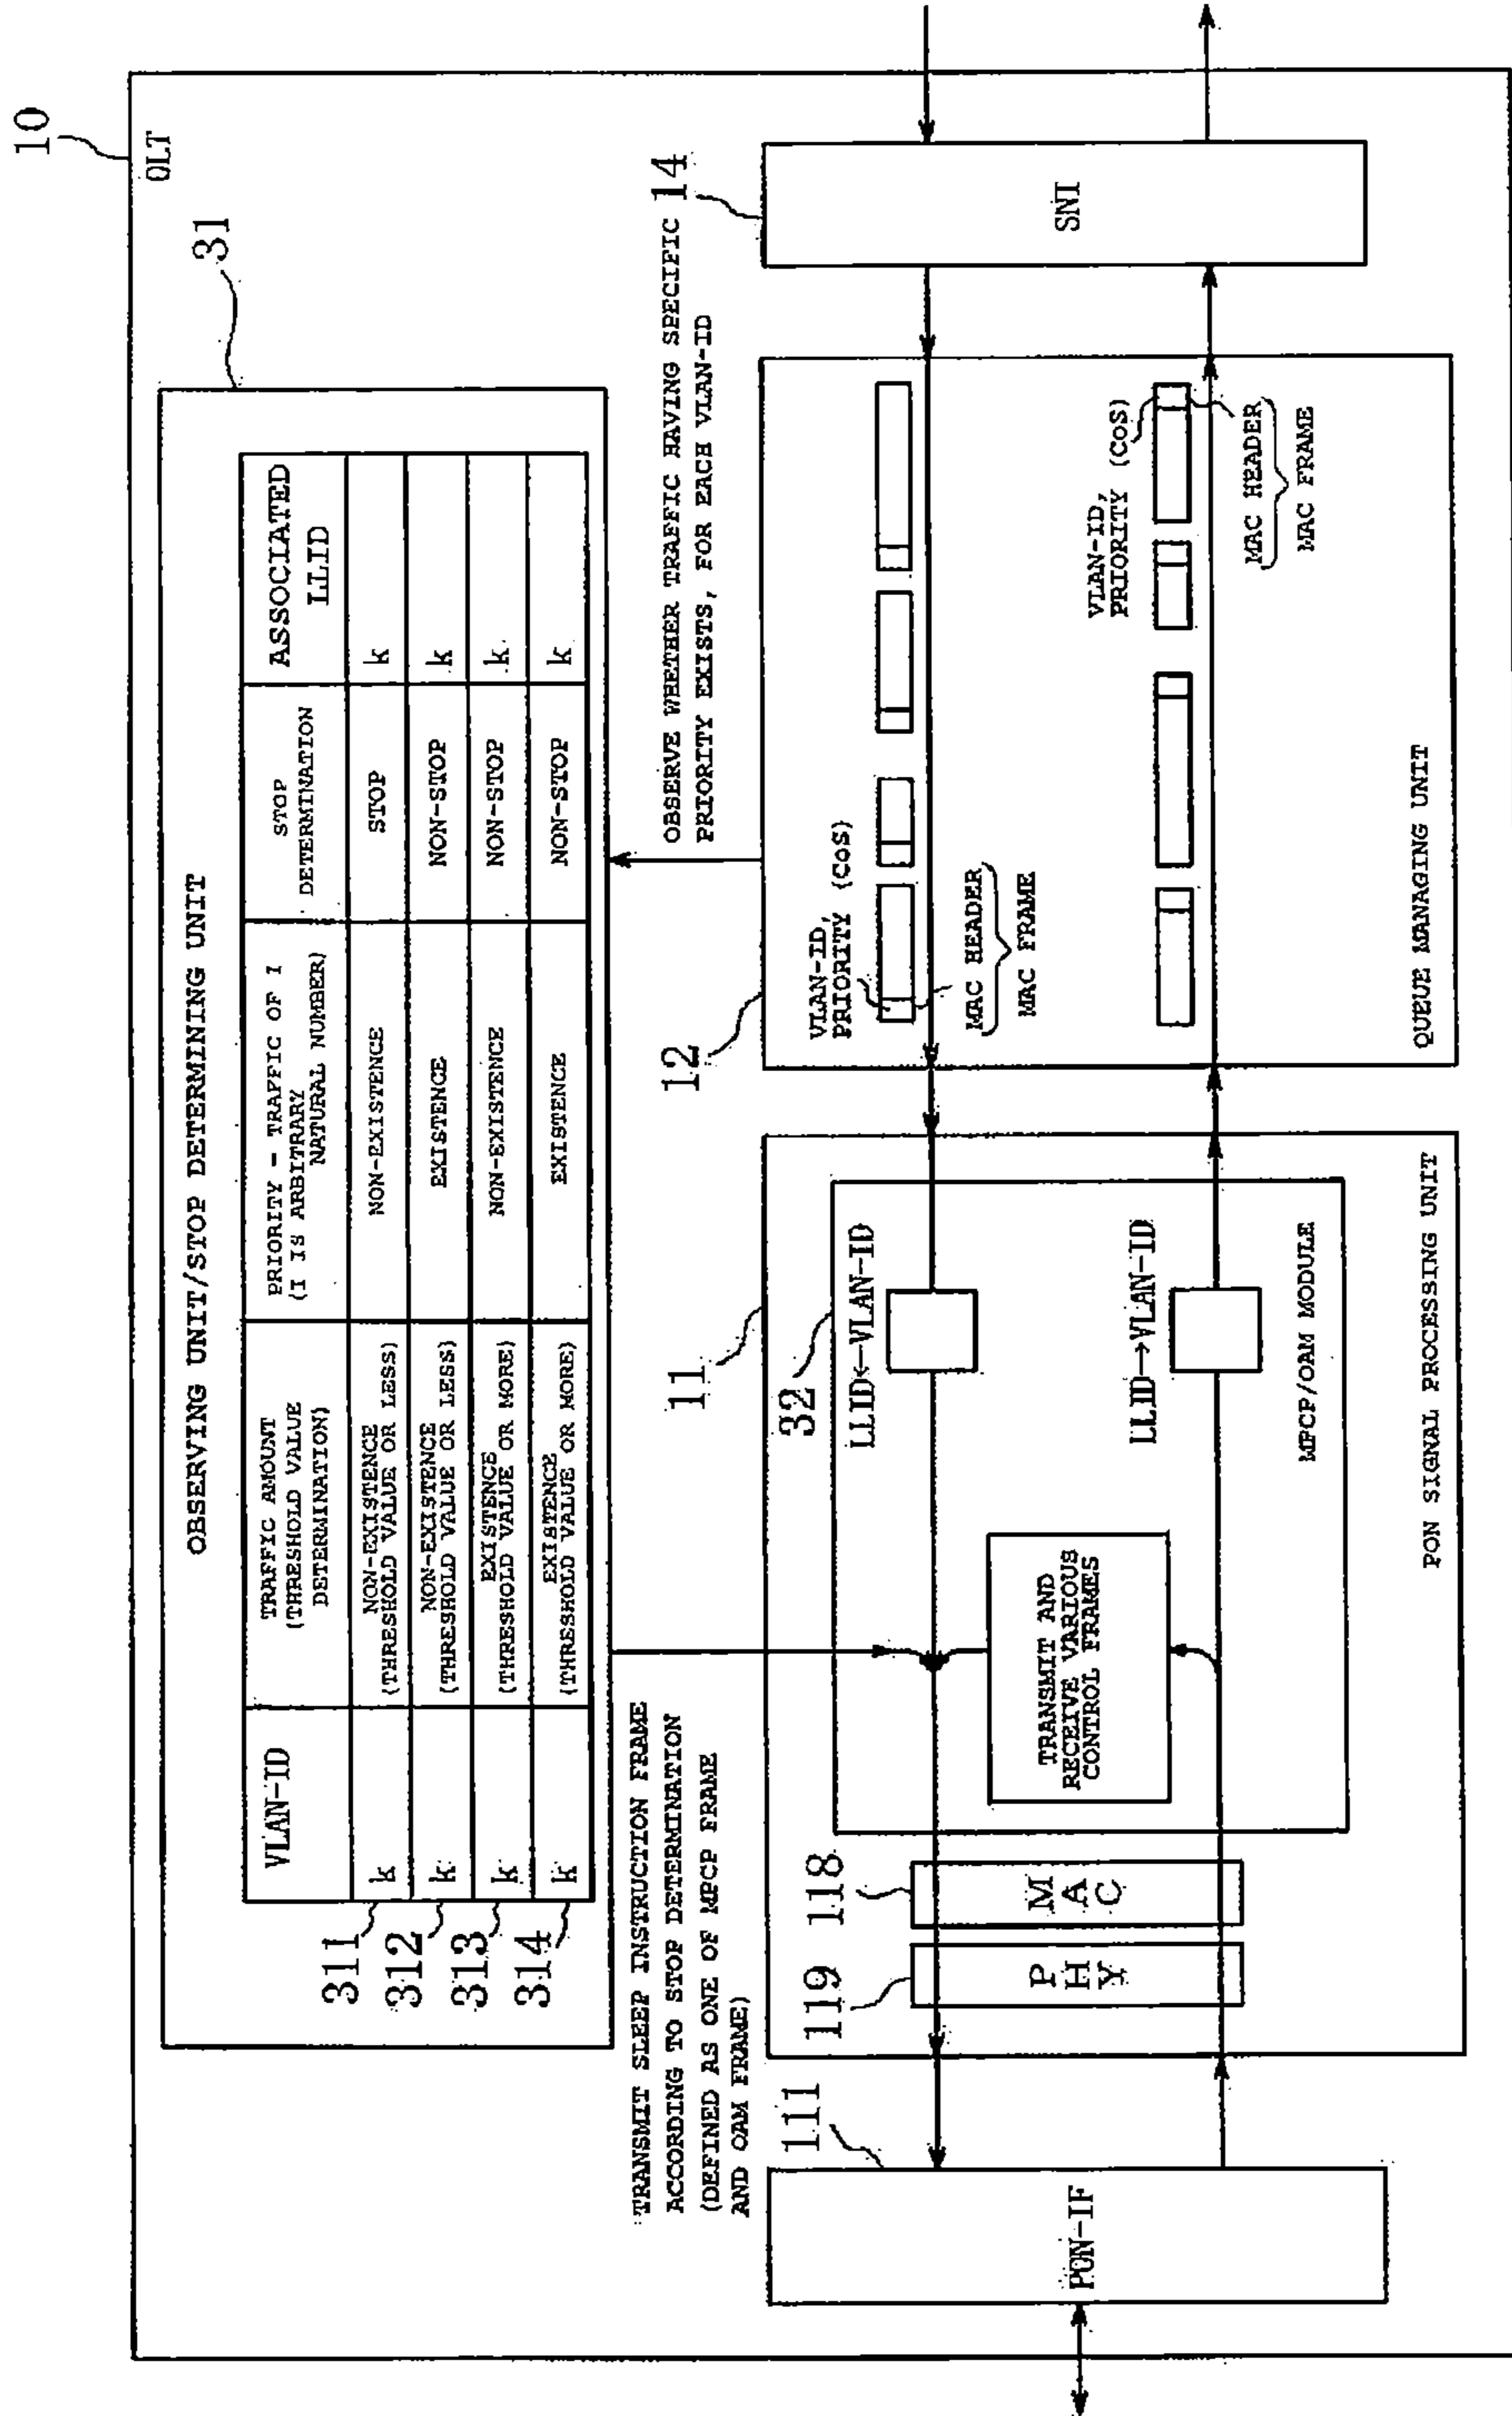 10
OLT
31
OBSERVING UNIT/STOP DETERMINING UNIT
VLAN-ID
TRAFFIC AMOUNT
(THRESHOLD VALUE
DETERMINATION)
PRIORITY - TRAFFIC OF I
(I IS ARBITRARY
NATURAL NUMBER)
STOP
DETERMINATION
ASSOCIATED
LLID
311
k
NON-EXISTENCE
(THRESHOLD VALUE OR LESS)
NON-EXISTENCE
STOP
k
312
k
NON-EXISTENCE
(THRESHOLD VALUE OR LESS)
EXISTENCE
NON-STOP
k
313
k
EXISTENCE
(THRESHOLD VALUE OR MORE)
NON-EXISTENCE
NON-STOP
k
314
k
EXISTENCE
(THRESHOLD VALUE OR MORE)
EXISTENCE
NON-STOP
k
TRANSMIT SLEEP INSTRUCTION FRAME
ACCORDING TO STOP DETERMINATION
(DEFINED AS ONE OF MPCP FRAME
AND OAM FRAME)
OBSERVE WHETHER TRAFFIC HAVING SPECIFIC
PRIORITY EXISTS, FOR EACH VLAN-ID
111
PON-IF
11
119
PHY
118
MAC
32
LLID←VLAN-ID
TRANSMIT AND
RECEIVE VARIOUS
CONTROL FRAMES
LLID→VLAN-ID
MPCP/OAM MODULE
PON SIGNAL PROCESSING UNIT
12
VLAN-ID,
PRIORITY (CoS)
MAC HEADER
MAC FRAME
VLAN-ID,
PRIORITY (CoS)
MAC HEADER
MAC FRAME
QUEUE MANAGING UNIT
14
SNI